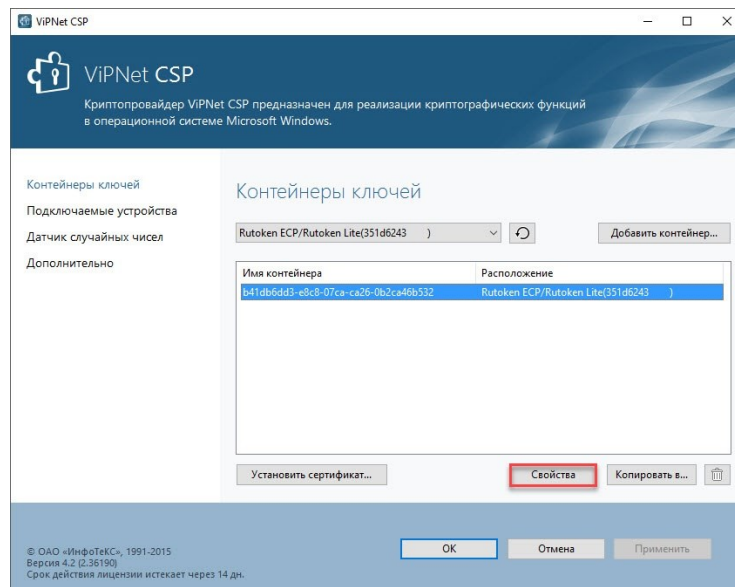 ViPNet CSP
ViPNet CSP
Криптопровайдер ViPNet CSP предназначен для реализации криптографических функций
в операционной системе Microsoft Windows.
Контейнеры ключей
Подключаемые устройства
Датчик случайных чисел
Дополнительно
Контейнеры ключей
Rutoken ECP/Rutoken Lite(351d6243 )
Добавить контейнер...
Имя контейнера Расположение
b41db6dd3-e8c8-07ca-ca26-0b2ca46b532 Rutoken ECP/Rutoken Lite(351d6243 )
Установить сертификат... Свойства Копировать в...
OK Отмена Применить
© ОАО «ИнфоТеКС», 1991-2015
Версия 4.2 (2.36190)
Срок действия лицензии истекает через 14 дн.